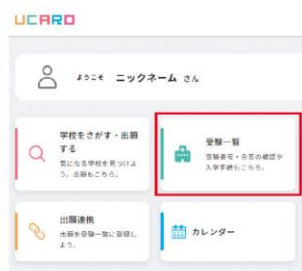 UCARO
ようこそ ニックネーム さん
学校をさがす・出願
する
気になる学校を見つけよ
う。出願もこちら。
受験一覧
受験番号・合否の確認や
入学手続もこちら。
出願連携
出願を受験一覧に登録し
よう。
カレンダー